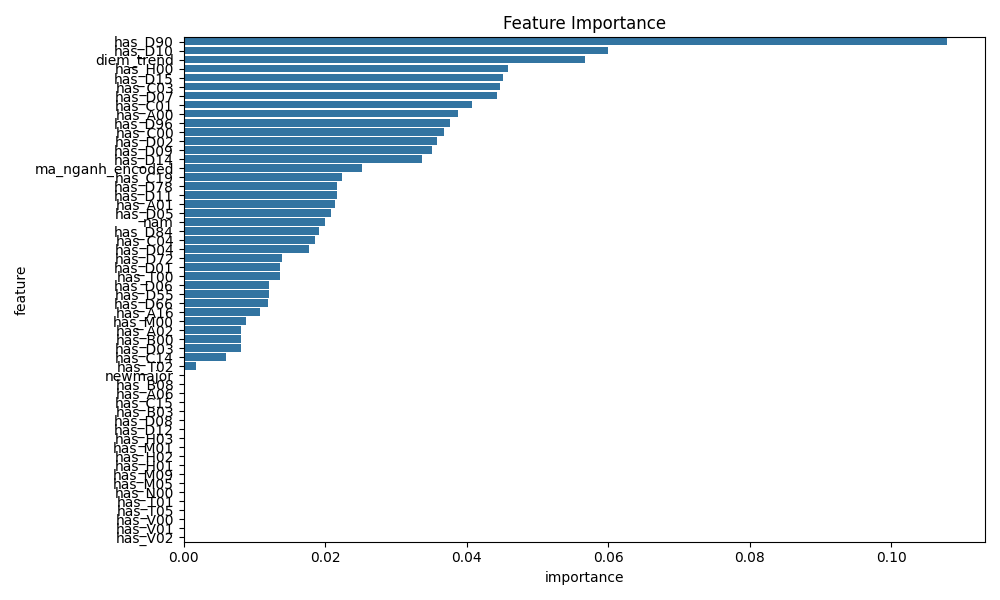 Feature Importance
has_D90
has_D10
diem_trend
has_H00
has_D15
has_C03
has_D07
has_C01
has_A00
has_D96
has_C00
has_D02
has_D09
has_D14
ma_nganh_encoded
has_C19
has_D78
has_D11
has_A01
has_D05
nam
has_D84
has_C04
has_D04
has_D72
has_D01
has_T00
has_D06
has_D55
has_D66
has_A16
has_M00
has_A02
has_B00
has_D03
has_C14
has_T02
newmajor
has_B08
has_A06
has_C15
has_B03
has_D08
has_D12
has_H03
has_M01
has_H02
has_H01
has_M09
has_M05
has_N00
has_T01
has_T05
has_V00
has_V01
has_V02
feature
0.00 0.02 0.04 0.06 0.08 0.10
importance